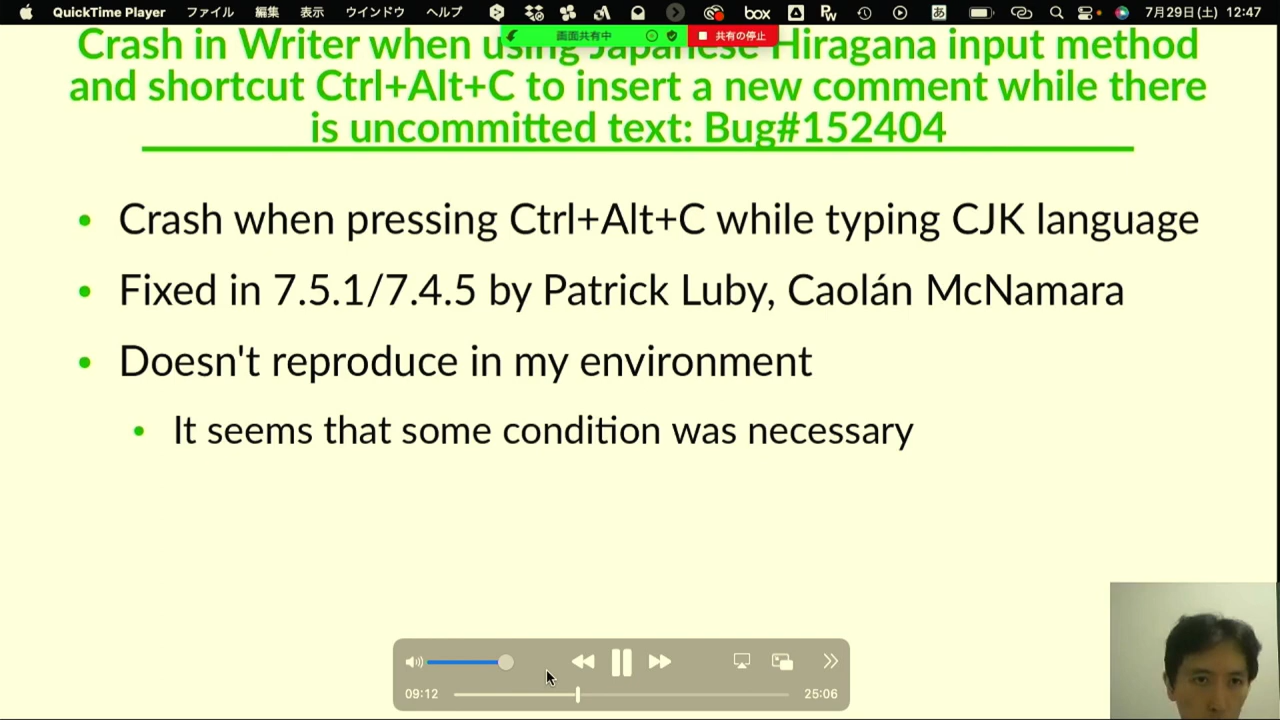 QuickTime Player ファイル 編集 表示 ウインドウ ヘルプ box あ 7月29日(土) 12:47
画面共有中 共有の停止
Crash in Writer when using Japanese Hiragana input method
and shortcut Ctrl+Alt+C to insert a new comment while there
is uncommitted text: Bug#152404
• Crash when pressing Ctrl+Alt+C while typing CJK language
• Fixed in 7.5.1/7.4.5 by Patrick Luby, Caolán McNamara
• Doesn't reproduce in my environment
• It seems that some condition was necessary
09:12 25:06